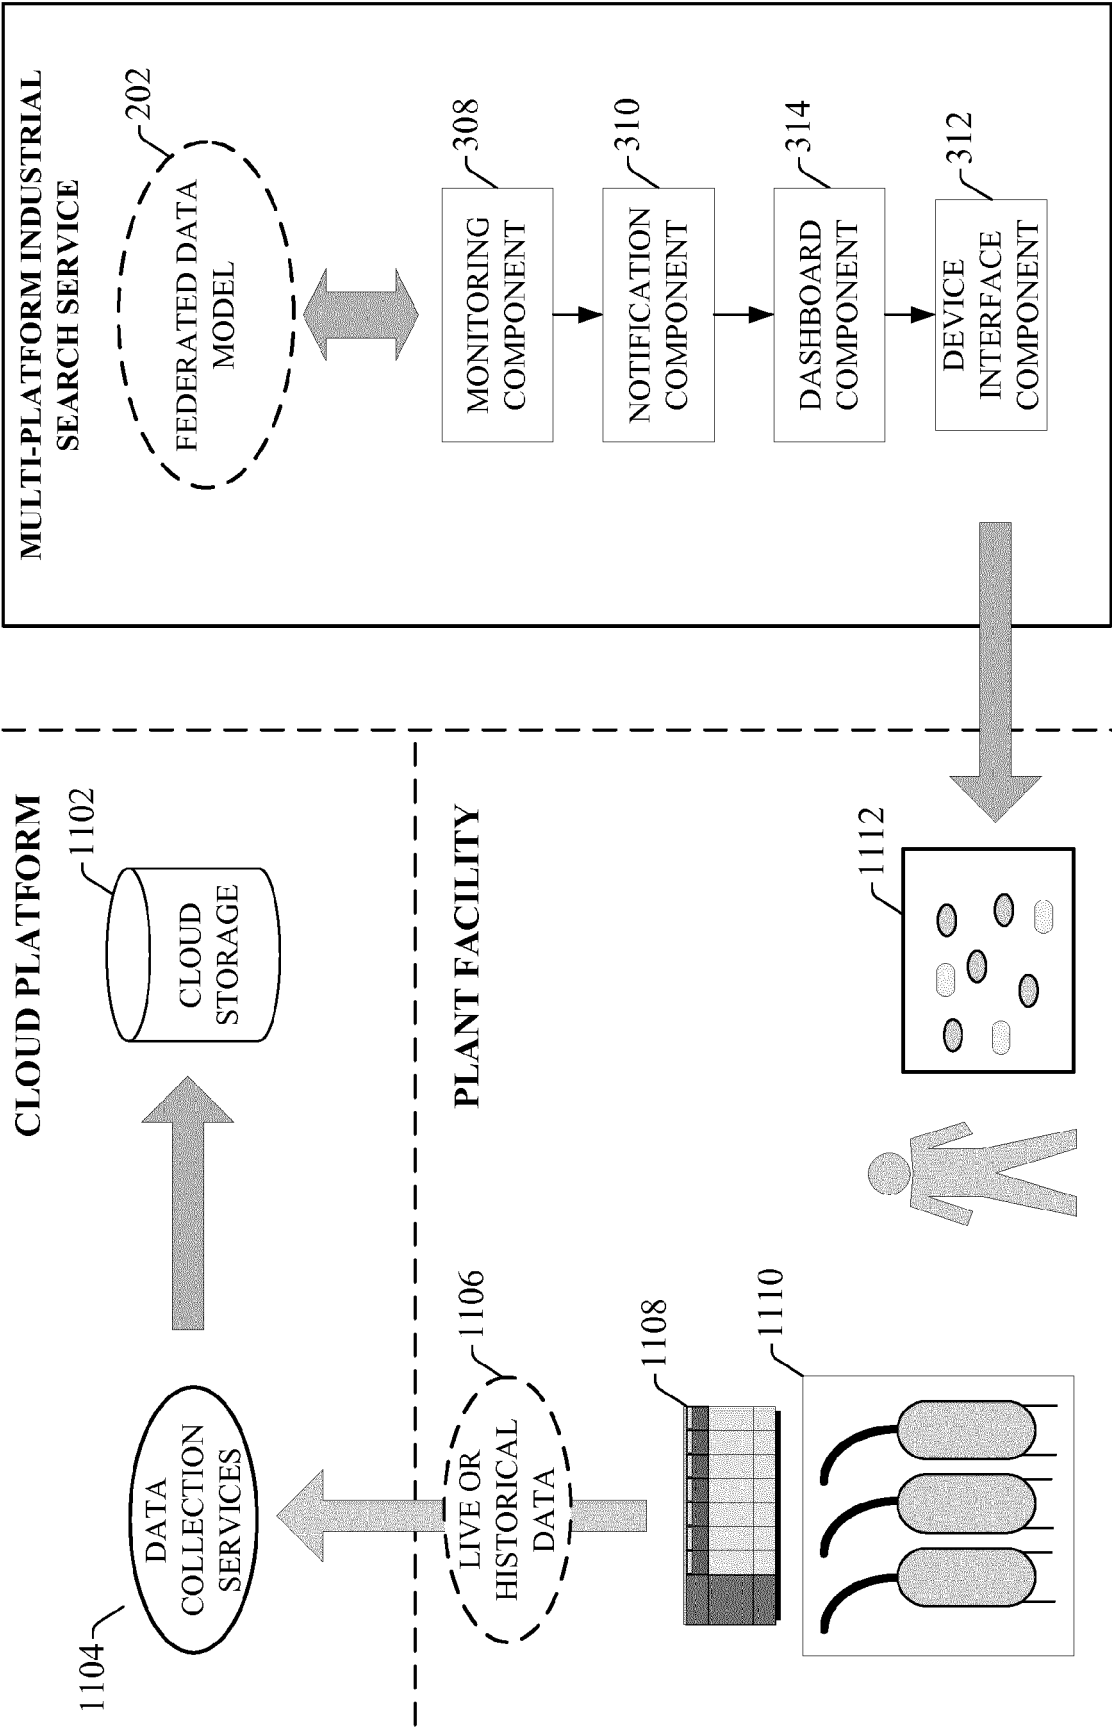 CLOUD PLATFORM
1104
DATA
COLLECTION
SERVICES
1102
CLOUD
STORAGE
PLANT FACILITY
1106
LIVE OR
HISTORICAL
DATA
1108
1110
1112
MULTI-PLATFORM INDUSTRIAL
SEARCH SERVICE
202
FEDERATED DATA
MODEL
308
MONITORING
COMPONENT
310
NOTIFICATION
COMPONENT
314
DASHBOARD
COMPONENT
312
DEVICE
INTERFACE
COMPONENT